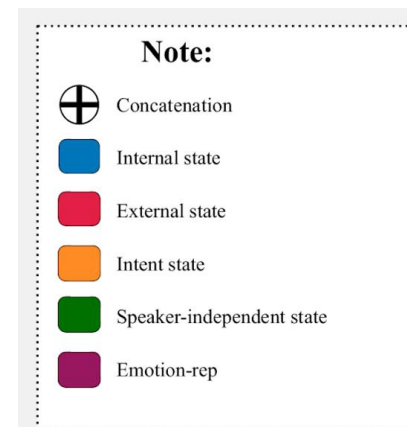 Note:
Concatenation
Internal state
External state
Intent state
Speaker-independent state
Emotion-rep